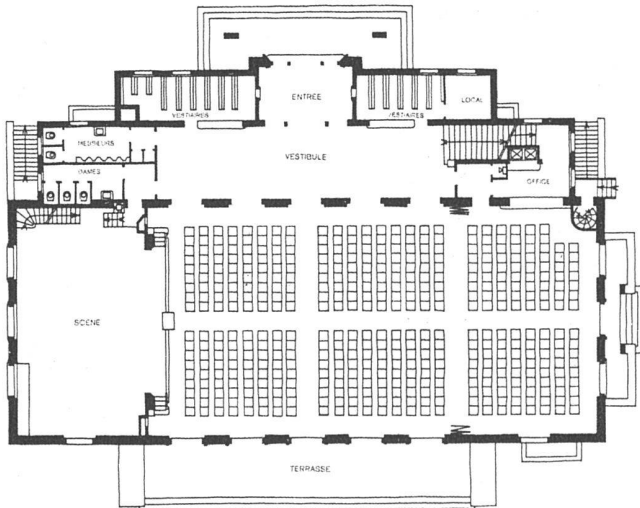 ENTRÉE
VESTIAIRES
VESTIAIRES
LOCAL
MESSIEURS
VESTIBULE
DAMES
OFFICE
SCÈNE
TERRASSE